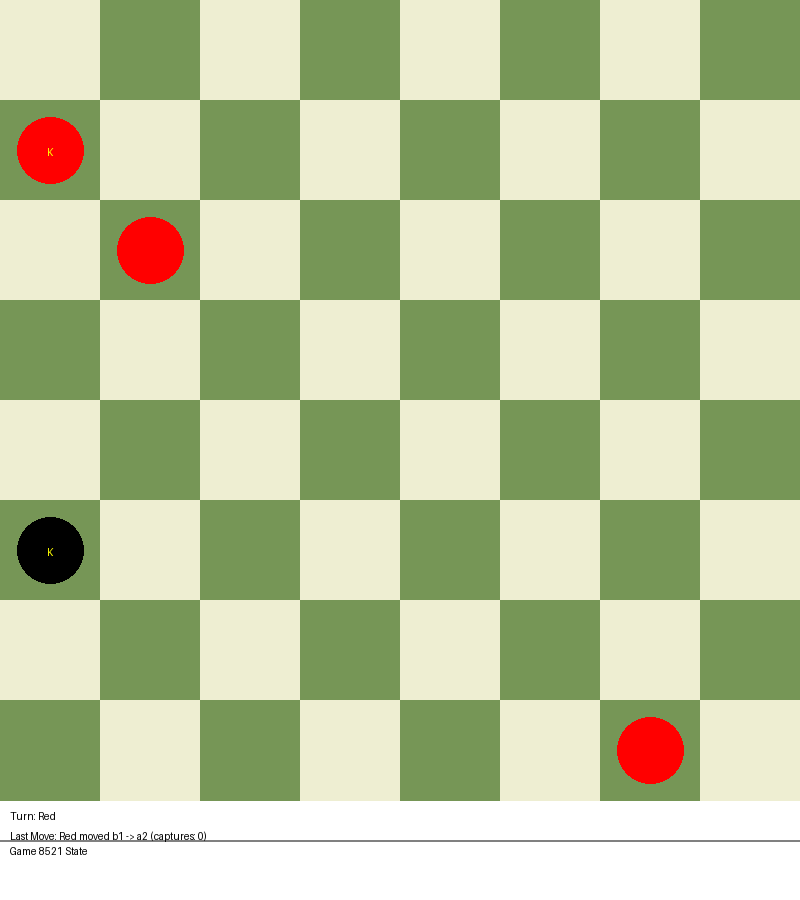 K
K
Turn: Red
Last Move: Red moved b1 -> a2 (captures: 0)
Game 8521 State